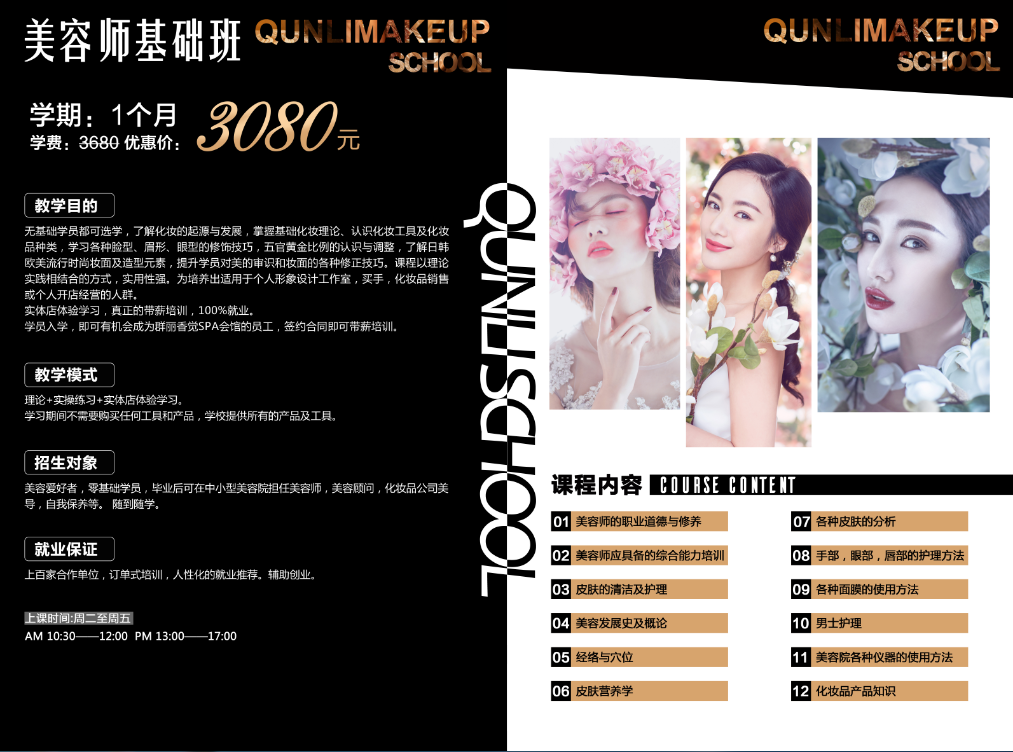 美容师基础班
QUNLIMAKEUP
SCHOOL
学期：1个月
学费：3680 优惠价：
3080元
教学目的
无基础学员都可选学，了解化妆的起源与发展，掌握基础化妆理论、认识化妆工具及化妆
品种类，学习各种脸型、眉形、眼型的修饰技巧，五官黄金比例的认识与调整，了解日韩
欧美流行时尚妆面及造型元素，提升学员对美的审识和妆面的各种修正技巧。课程以理论
实践相结合的方式，实用性强。为培养出适用于个人形象设计工作室，买手，化妆品销售
或个人开店经营的人群。
实体店体验学习，真正的带薪培训，100%就业。
学员入学，即可有机会成为群丽香觉SPA会馆的员工，签约合同即可带薪培训。
教学模式
理论+实操练习+实体店体验学习。
学习期间不需要购买任何工具和产品，学校提供所有的产品及工具。
招生对象
美容爱好者，零基础学员，毕业后可在中小型美容院担任美容师，美容顾问，化妆品公司美
导，自我保养等。 随到随学。
就业保证
上百家合作单位，订单式培训，人性化的就业推荐。辅助创业。
上课时间:周二至周五
AM 10:30——12:00  PM 13:00——17:00
QUNLISCHOOL
QUNLIMAKEUP
SCHOOL
课程内容 COURSE CONTENT
01 美容师的职业道德与修养
02 美容师应具备的综合能力培训
03 皮肤的清洁及护理
04 美容发展史及概论
05 经络与穴位
06 皮肤营养学
07 各种皮肤的分析
08 手部，眼部，唇部的护理方法
09 各种面膜的使用方法
10 男士护理
11 美容院各种仪器的使用方法
12 化妆品产品知识